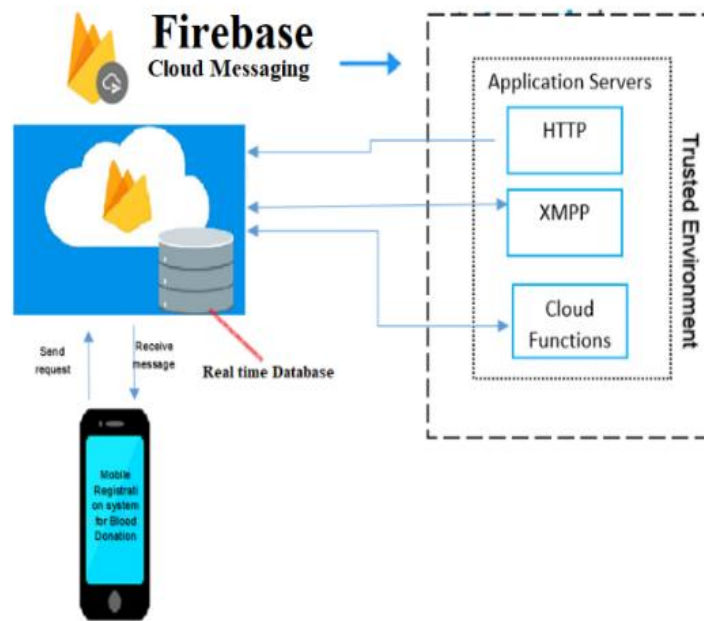 Firebase
Cloud Messaging
Application Servers
HTTP
XMPP
Cloud
Functions
Trusted Environment
Send
request
Receive
message
Real time Database
Mobile
Registrati
on system
for Blood
Donation